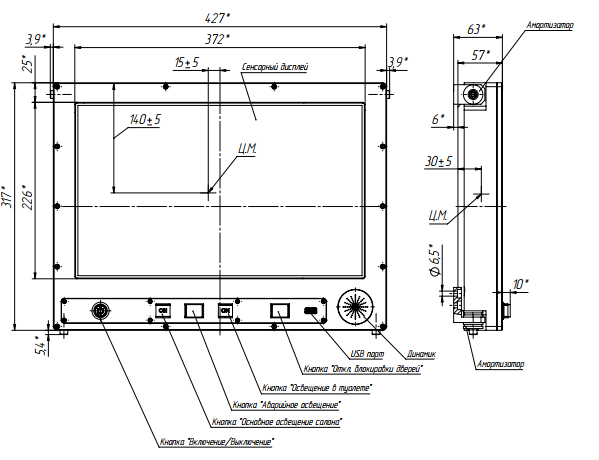 427*
3,9*
372*
15±5
Сенсорный дисплей
3,9*
25*
140±5
Ц.М.
317*
226*
5,4*
ON
ON
USB порт
Динамик
Кнопка "Откл. блокировки дверей"
Кнопка "Освещение в туалете"
Кнопка "Аварийное освещение"
Кнопка "Основное освещение салона"
Кнопка "Включение/Выключение"
63*
Амортизатор
57*
6*
30±5
Ц.М.
Ø 6,5*
10*
Амортизатор